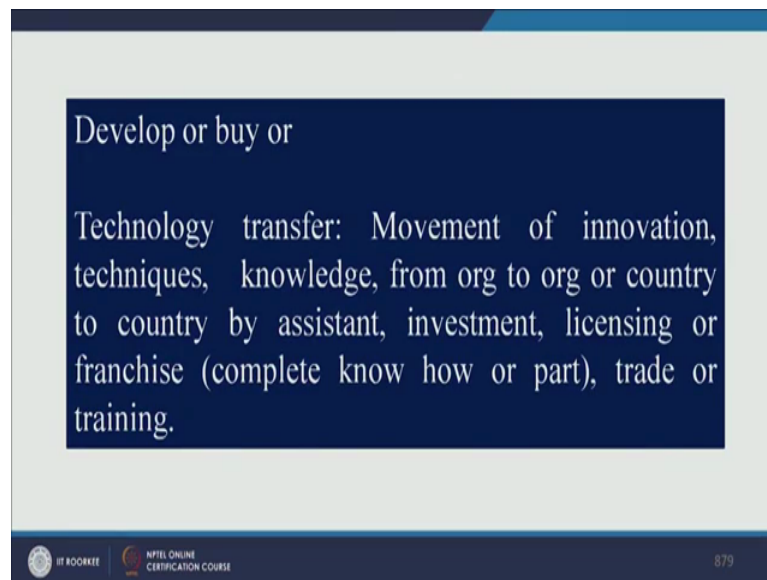 Develop or buy or
Technology transfer: Movement of innovation,
techniques, knowledge, from org to org or country
to country by assistant, investment, licensing or
franchise (complete know how or part), trade or
training.
IIT ROORKEE
NPTEL ONLINE
CERTIFICATION COURSE
879